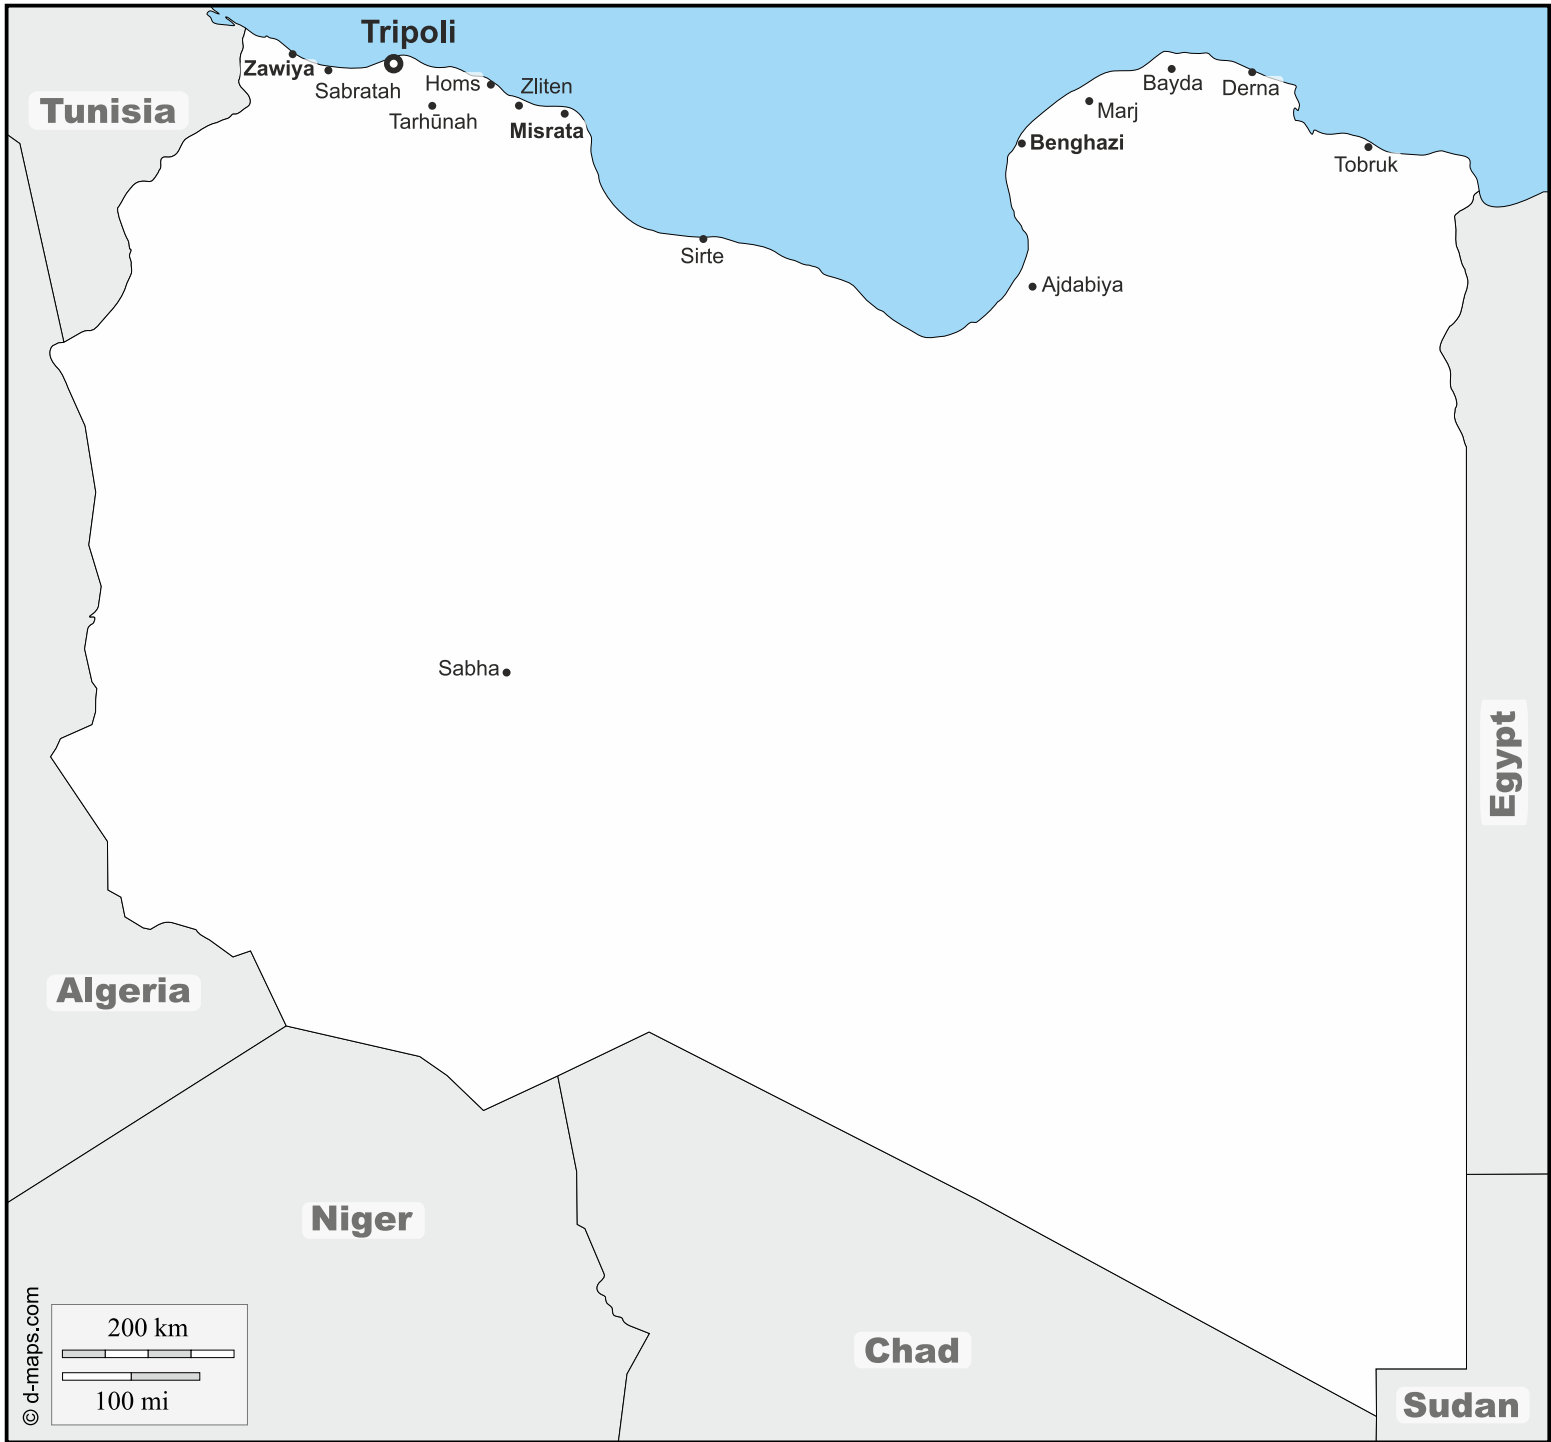 Tripoli
Zawiya
Sabratah
Homs
Zliten
Tarhūnah
Misrata
Tunisia
Bayda
Derna
Marj
Benghazi
Tobruk
Sirte
Ajdabiya
Sabha
Egypt
Algeria
Niger
Chad
Sudan
200 km
100 mi
© d-maps.com